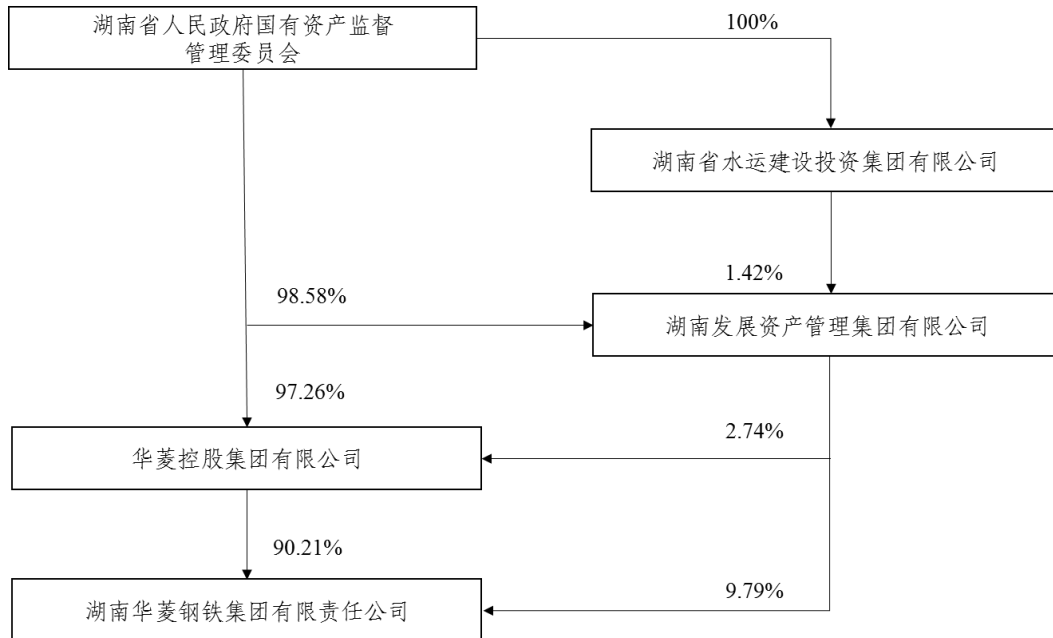 湖南省人民政府国有资产监督
管理委员会
100%
湖南省水运建设投资集团有限公司
1.42%
98.58%
湖南发展资产管理集团有限公司
97.26%
2.74%
华菱控股集团有限公司
90.21%
9.79%
湖南华菱钢铁集团有限责任公司